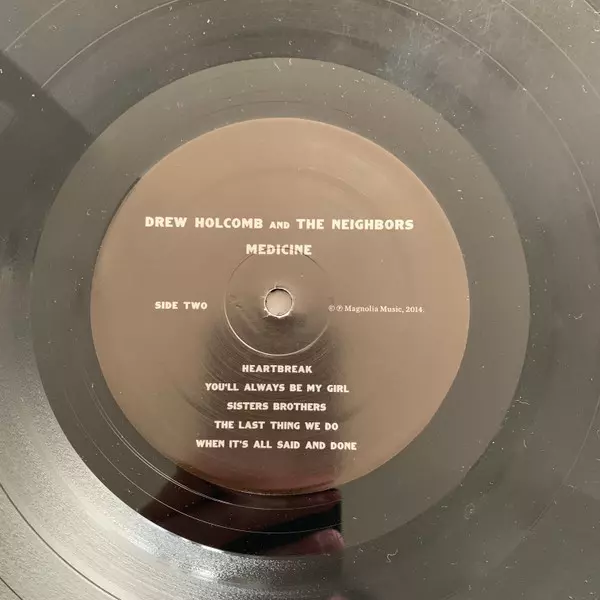 DREW HOLCOMB AND THE NEIGHBORS
MEDICINE
SIDE TWO
© ℗ Magnolia Music, 2014.
HEARTBREAK
YOU'LL ALWAYS BE MY GIRL
SISTERS BROTHERS
THE LAST THING WE DO
WHEN IT'S ALL SAID AND DONE